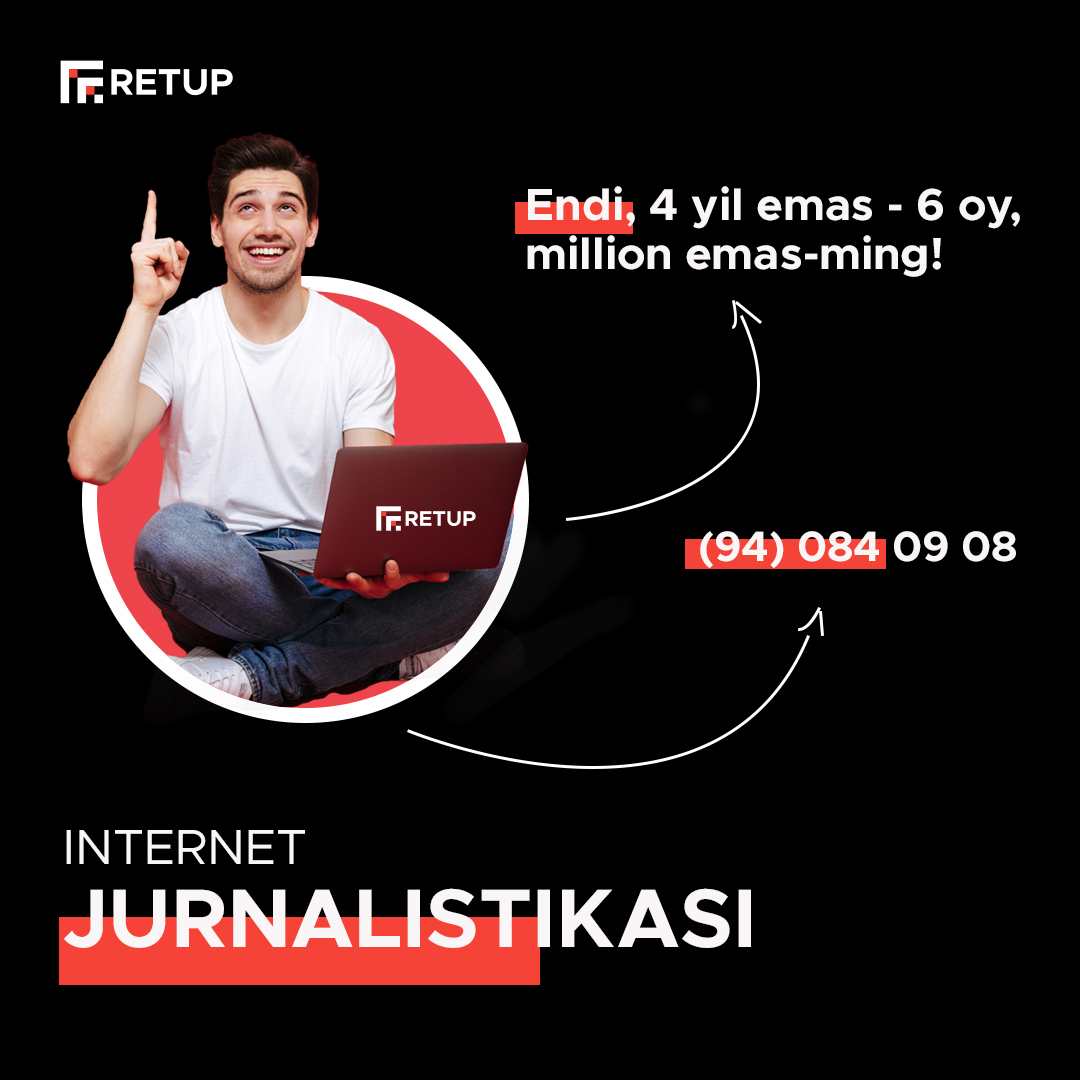 RETUP
Endi, 4 yil emas - 6 oy,
million emas-ming!
RETUP
(94) 084 09 08
INTERNET
JURNALISTIKASI